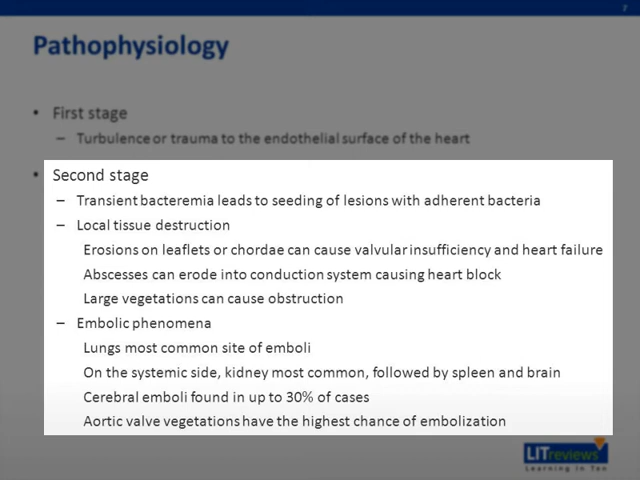 7
Pathophysiology
• First stage
– Turbulence or trauma to the endothelial surface of the heart
• Second stage
– Transient bacteremia leads to seeding of lesions with adherent bacteria
– Local tissue destruction
Erosions on leaflets or chordae can cause valvular insufficiency and heart failure
Abscesses can erode into conduction system causing heart block
Large vegetations can cause obstruction
– Embolic phenomena
Lungs most common site of emboli
On the systemic side, kidney most common, followed by spleen and brain
Cerebral emboli found in up to 30% of cases
Aortic valve vegetations have the highest chance of embolization
LITreviews
Learning In Ten